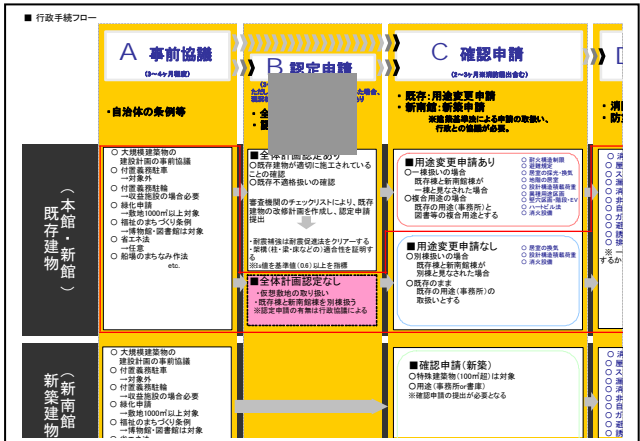 ■ 行政手続フロー
A 事前協議
(3~4ヶ月程度)
・自治体の条例等
B 認定申請
C 確認申請
(2~3ヶ月※消防同意含む)
・既存:用途変更申請
・新南館:新築申請
※建築基準法による申請の取扱い、
行政との協議が必要。
D
既存建物
(本館・新館)
○ 大規模建築物の
建設計画の事前協議
○ 付置義務駐車
→対象外
○ 付置義務駐輪
→収益施設の場合必要
○ 緑化申請
→敷地1000㎡以上対象
○ 福祉のまちづくり条例
→博物館・図書館は対象
○ 省エネ法
→任意
○ 船場のまちなみ作法
etc.
■全体計画認定あり
○既存建物が適切に施工されている
ことの確認
○既存不適格扱いの確認
審査機関のチェックリストにより、既存
建物の改修計画を作成し、認定申請
提出
・耐震補強は耐震促進法をクリアーする
・架構(柱・梁・床などの)適合性を証明す
る
※Is値を基準値(0.6)以上を指標
■全体計画認定なし
・仮想敷地の取り扱い
・既存棟と新南館棟を別棟扱う
※認定申請の有無は行政協議による
■用途変更申請あり
○一棟扱いの場合
既存棟と新南館棟が
一棟と見なされた場合
○複合用途の場合
既存の用途(事務所)と
図書等の複合用途とする
○ 耐火構造制限
○ 避難規定
○ 居室の採光・換気
○ 地階の居室
○ 設計構造積載荷重
○ 竪穴区画・階段・EV
○ ハートビル法
○ 消火設備
■用途変更申請なし
○別棟扱いの場合
既存棟と新南館棟が
別棟と見なされた場合
○既存のまま
既存の用途(事務所)の
取扱いとする
○ 居室の換気
○ 設計構造積載荷重
○ 消火設備
新築建物
(新南館
○ 大規模建築物の
建設計画の事前協議
○ 付置義務駐車
→対象外
○ 付置義務駐輪
→収益施設の場合必要
○ 緑化申請
→敷地1000㎡以上対象
○ 福祉のまちづくり条例
→博物館・図書館は対象
■確認申請(新築)
○特殊建築物(100㎡超)は対象
○用途(事務所or書庫)
※確認申請の提出が必要となる